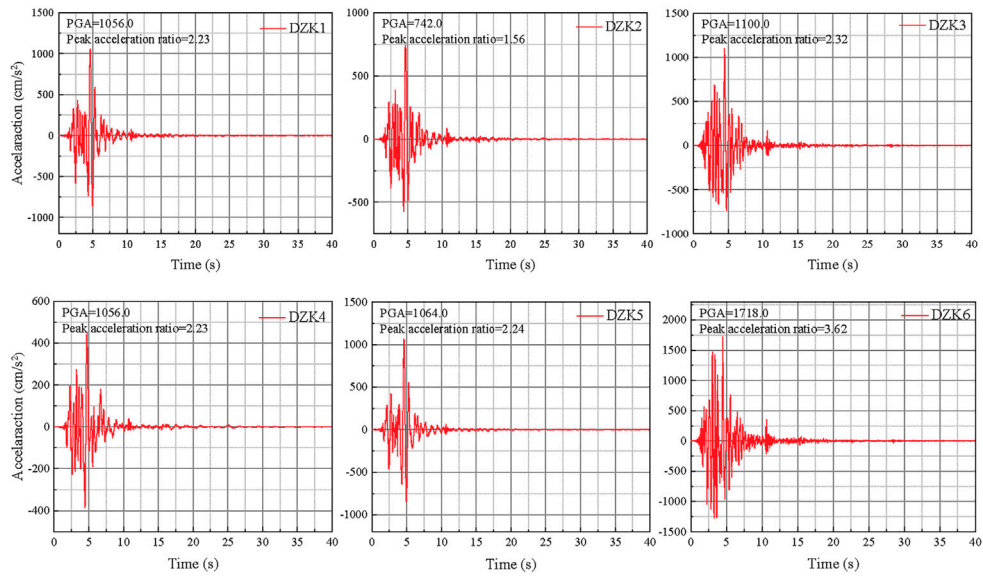 PGA=1056.0
Peak acceleration ratio=2.23
DZK1
1500
1000
500
0
-500
-1000
Accelaraction (cm/s²)
0 5 10 15 20 25 30 35 40
Time (s)
PGA=742.0
Peak acceleration ratio=1.56
DZK2
1000
500
0
-500
0 5 10 15 20 25 30 35 40
Time (s)
PGA=1100.0
Peak acceleration ratio=2.32
DZK3
1500
1000
500
0
-500
-1000
0 5 10 15 20 25 30 35 40
Time (s)
PGA=1056.0
Peak acceleration ratio=2.23
DZK4
600
400
200
0
-200
-400
Accelaraction (cm/s²)
0 5 10 15 20 25 30 35 40
Time (s)
PGA=1064.0
Peak acceleration ratio=2.24
DZK5
1500
1000
500
0
-500
-1000
0 5 10 15 20 25 30 35 40
Time (s)
PGA=1718.0
Peak acceleration ratio=3.62
DZK6
2000
1500
1000
500
0
-500
-1000
-1500
0 5 10 15 20 25 30 35 40
Time (s)